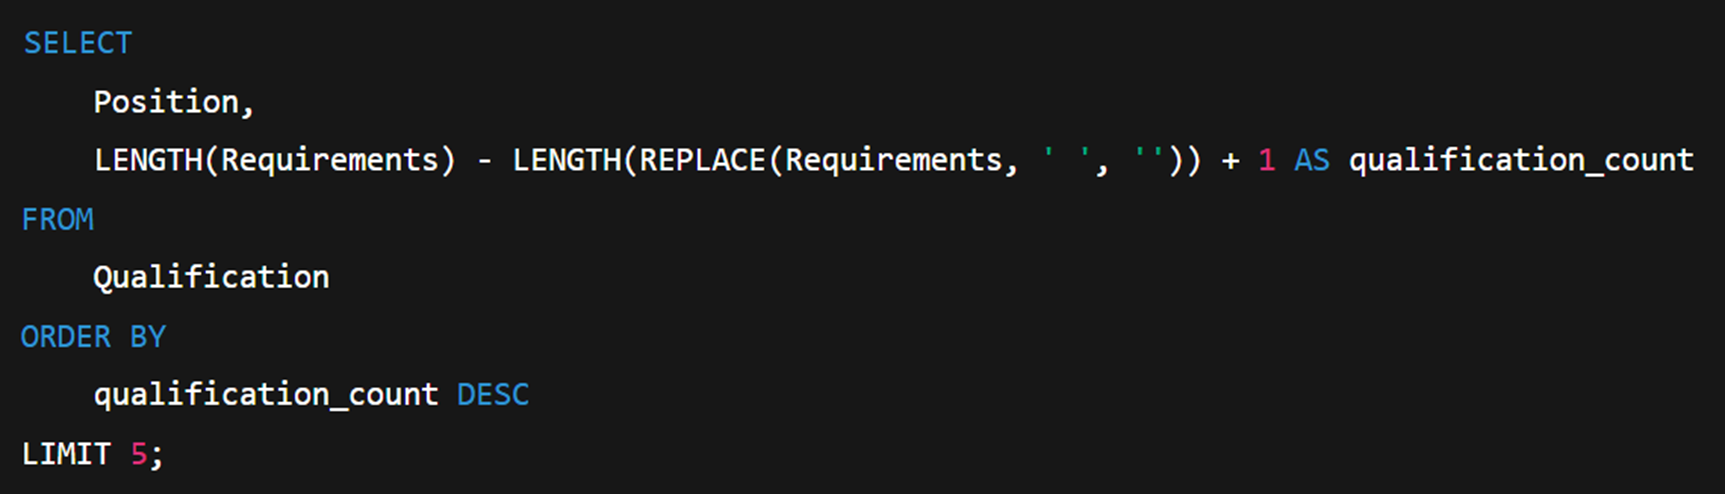 SELECT
    Position,
    LENGTH(Requirements) - LENGTH(REPLACE(Requirements, ' ', '')) + 1 AS qualification_count
FROM
    Qualification
ORDER BY
    qualification_count DESC
LIMIT 5;